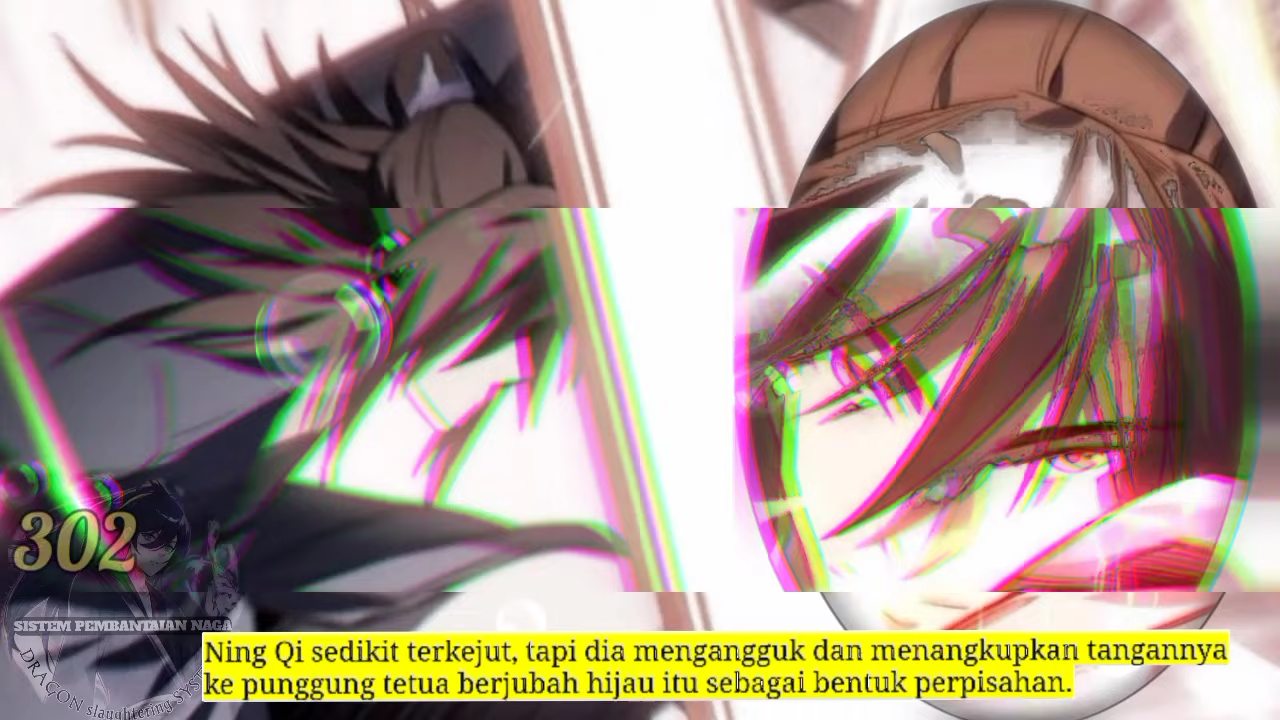 302
SISTEM PEMBANTAIAN NAGA
DRAGON slaughtering SYS
Ning Qi sedikit terkejut, tapi dia mengangguk dan menangkupkan tangannya
ke punggung tetua berjubah hijau itu sebagai bentuk perpisahan.